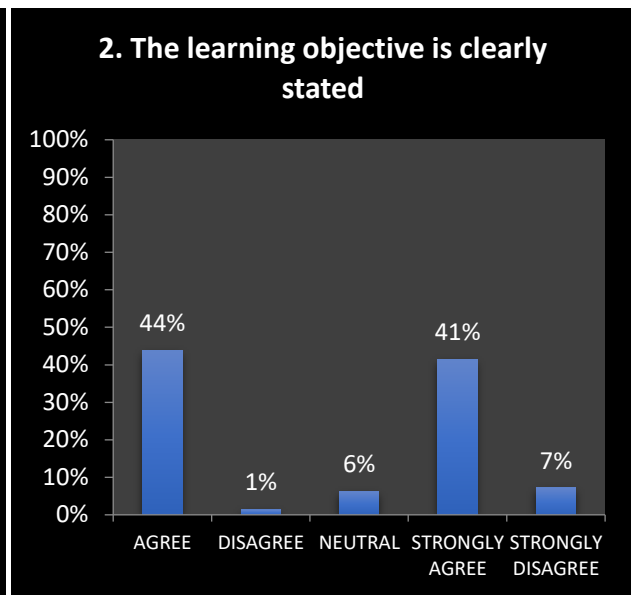 2. The learning objective is clearly
stated
100%
90%
80%
70%
60%
50%
40%
30%
20%
10%
0%
44%
1%
6%
41%
7%
AGREE
DISAGREE
NEUTRAL
STRONGLY
AGREE
STRONGLY
DISAGREE